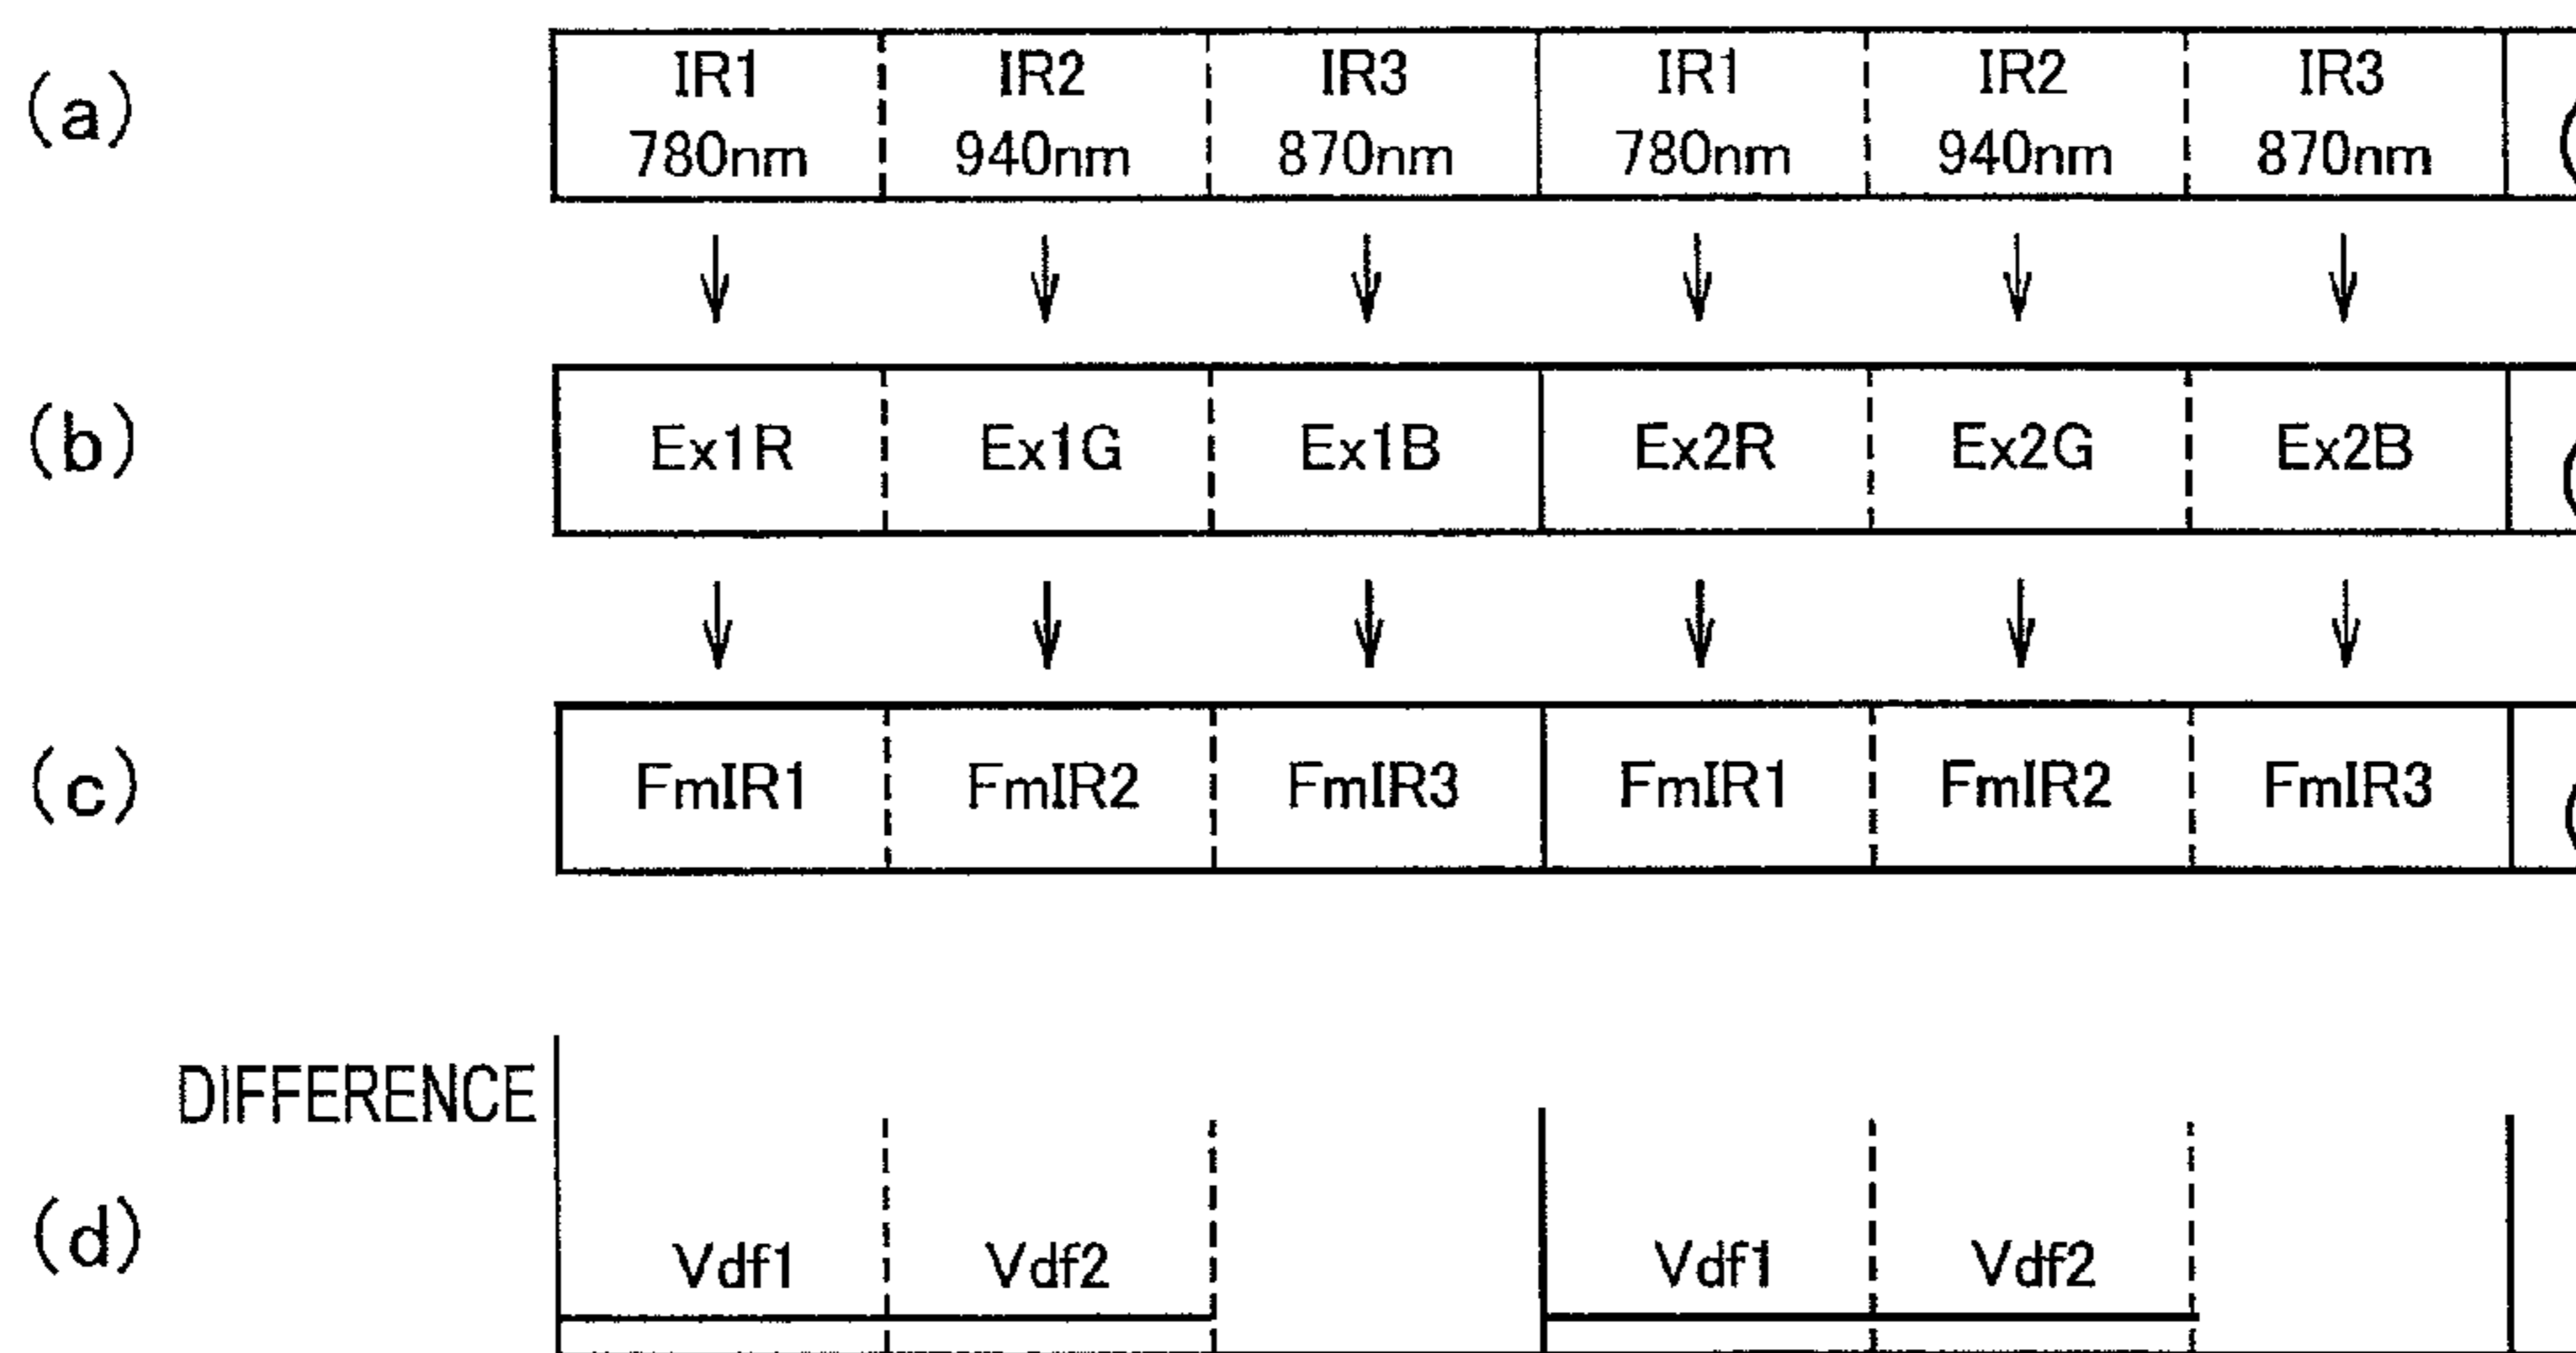 (a) IR1 IR2 IR3 IR1 IR2 IR3
780nm 940nm 870nm 780nm 940nm 870nm
(b) Ex1R Ex1G Ex1B Ex2R Ex2G Ex2B
(c) FmIR1 FmIR2 FmIR3 FmIR1 FmIR2 FmIR3
DIFFERENCE
(d) Vdf1 Vdf2 Vdf1 Vdf2